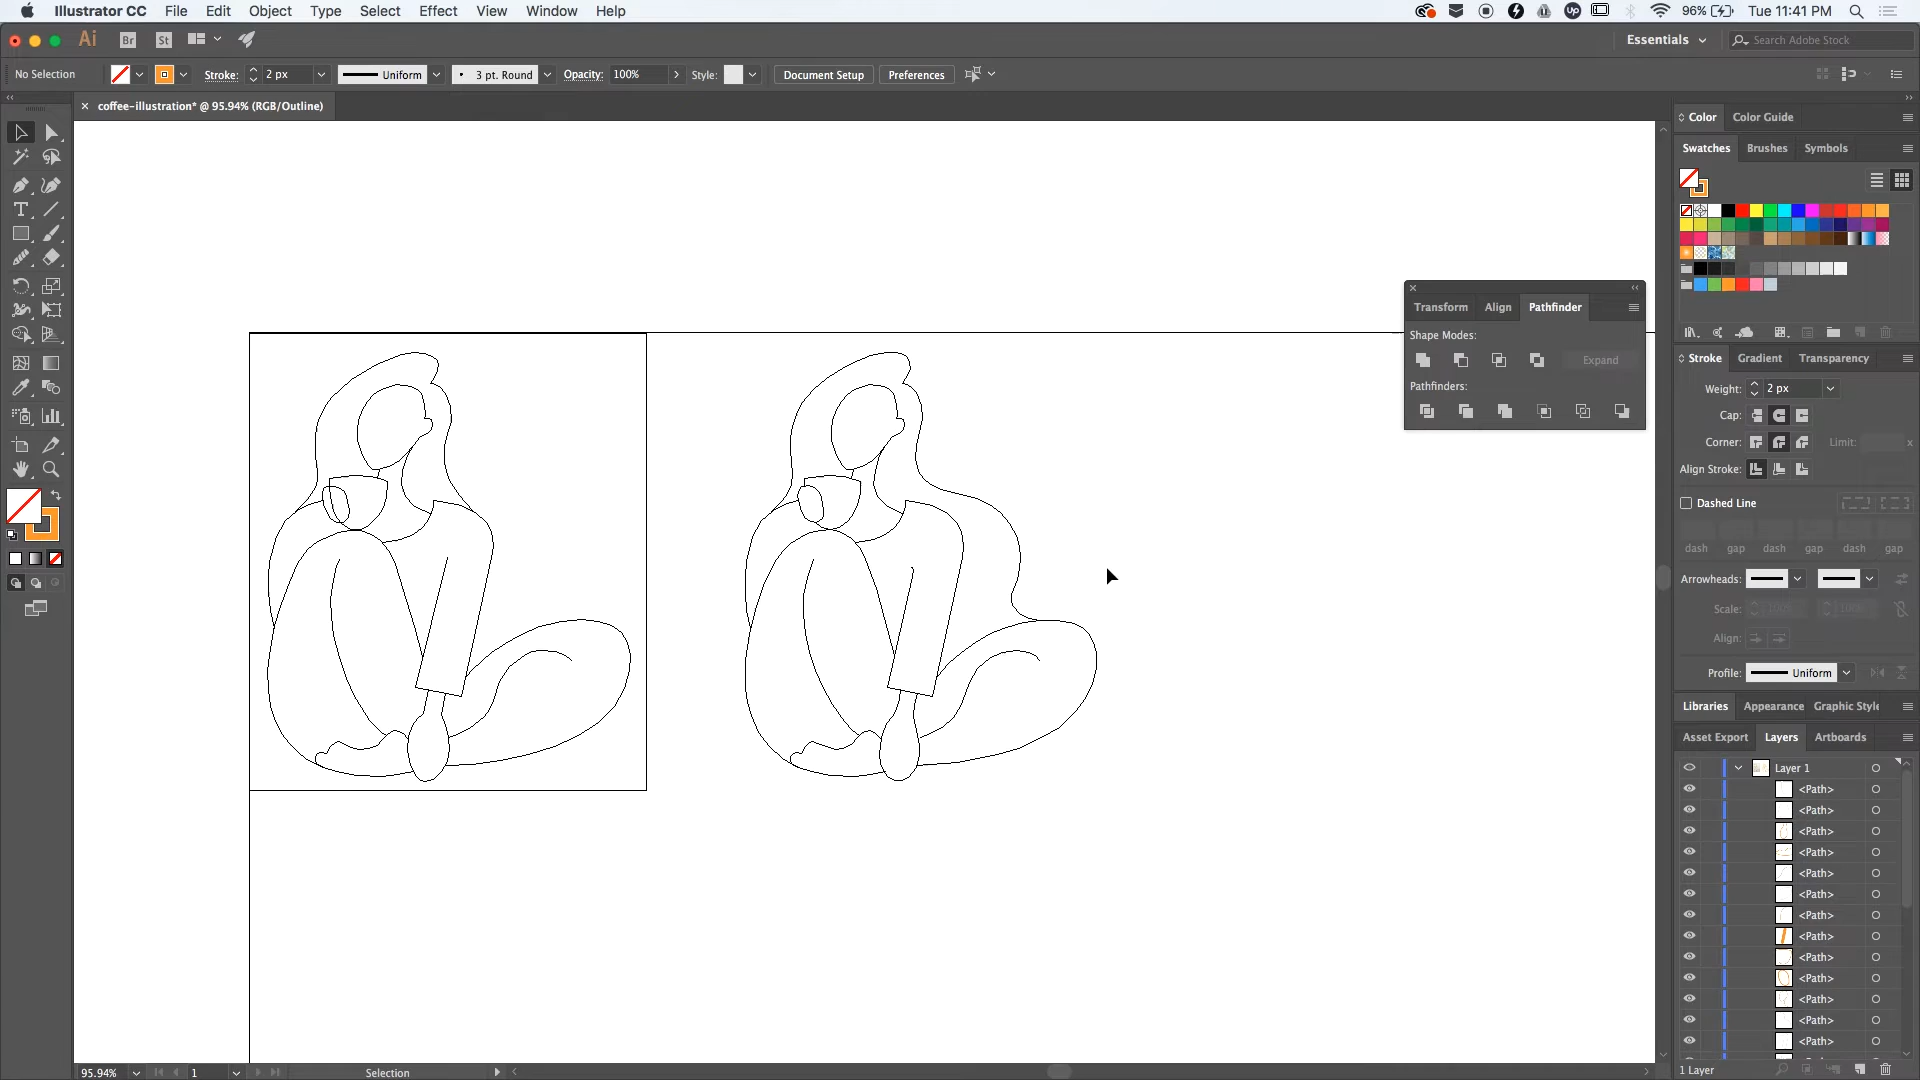 Illustrator CC File Edit Object Type Select Effect View Window Help 96% Tue 11:41 PM
Ai Br St Essentials Search Adobe Stock
No Selection Stroke: 2 px Uniform 3 pt. Round Opacity: 100% Style: Document Setup Preferences
coffee-illustration* @ 95.94% (RGB/Outline)
Color Color Guide
Swatches Brushes Symbols
Transform Align Pathfinder
Shape Modes:
Expand
Pathfinders:
Stroke Gradient Transparency
Weight: 2 px
Cap:
Corner: Limit: x
Align Stroke:
Dashed Line
dash gap dash gap dash gap
Arrowheads:
Scale: 100% 100%
Align:
Profile: Uniform
Libraries Appearance Graphic Style
Asset Export Layers Artboards
Layer 1
<Path>
<Path>
<Path>
<Path>
<Path>
<Path>
<Path>
<Path>
<Path>
<Path>
<Path>
<Path>
<Path>
95.94% 1 Selection 1 Layer